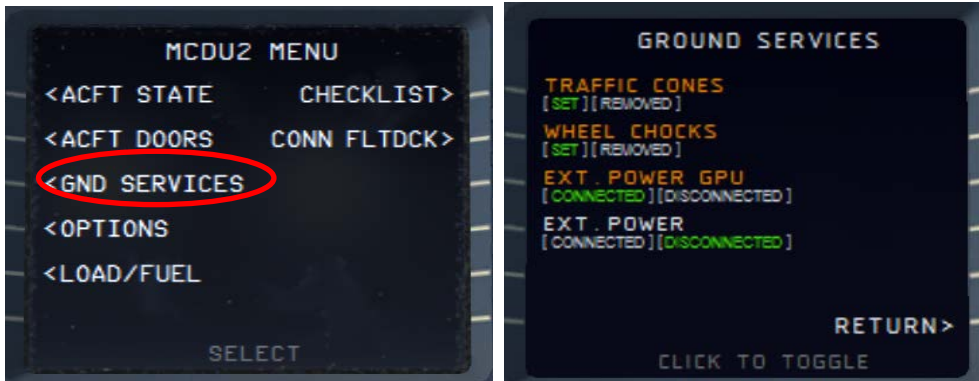 MCDU2 MENU
<ACFT STATE CHECKLIST>
<ACFT DOORS CONN FLTDCK>
<GND SERVICES
<OPTIONS
<LOAD/FUEL
SELECT
GROUND SERVICES
TRAFFIC CONES
[SET][REMOVED]
WHEEL CHOCKS
[SET][REMOVED]
EXT.POWER GPU
[CONNECTED][DISCONNECTED]
EXT.POWER
[CONNECTED][DISCONNECTED]
RETURN>
CLICK TO TOGGLE